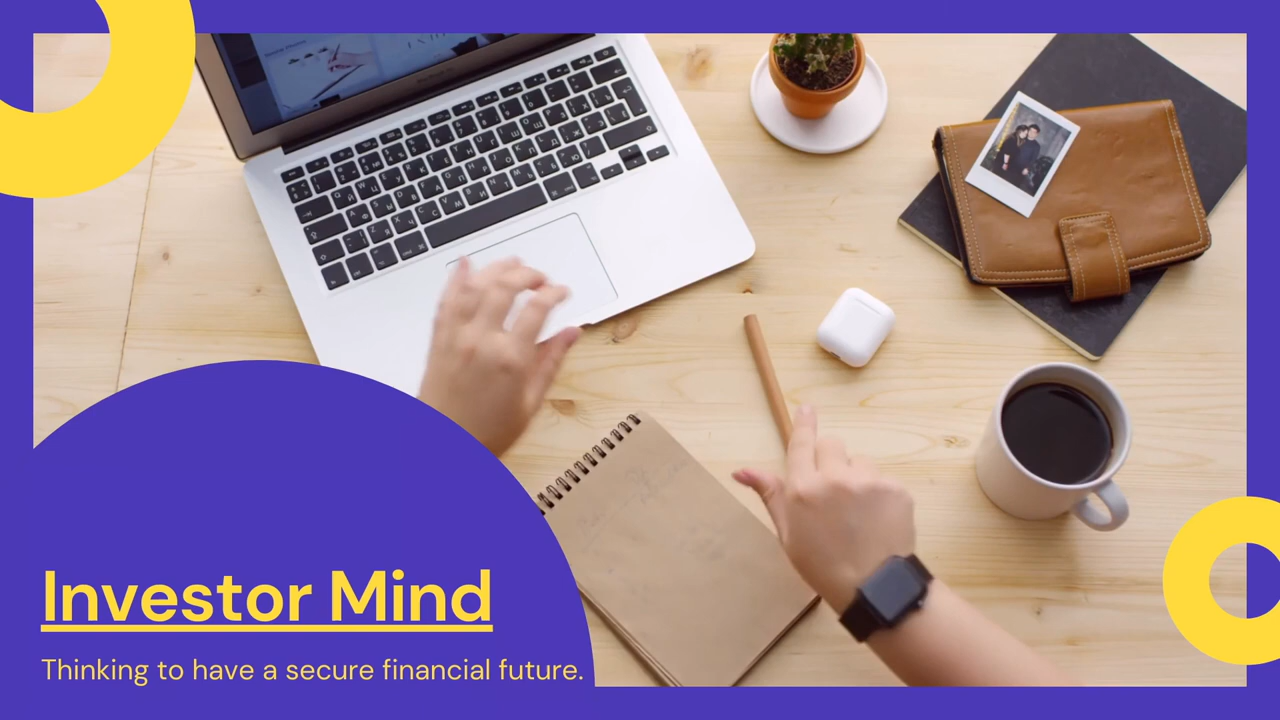 Investor Mind
Thinking to have a secure financial future.